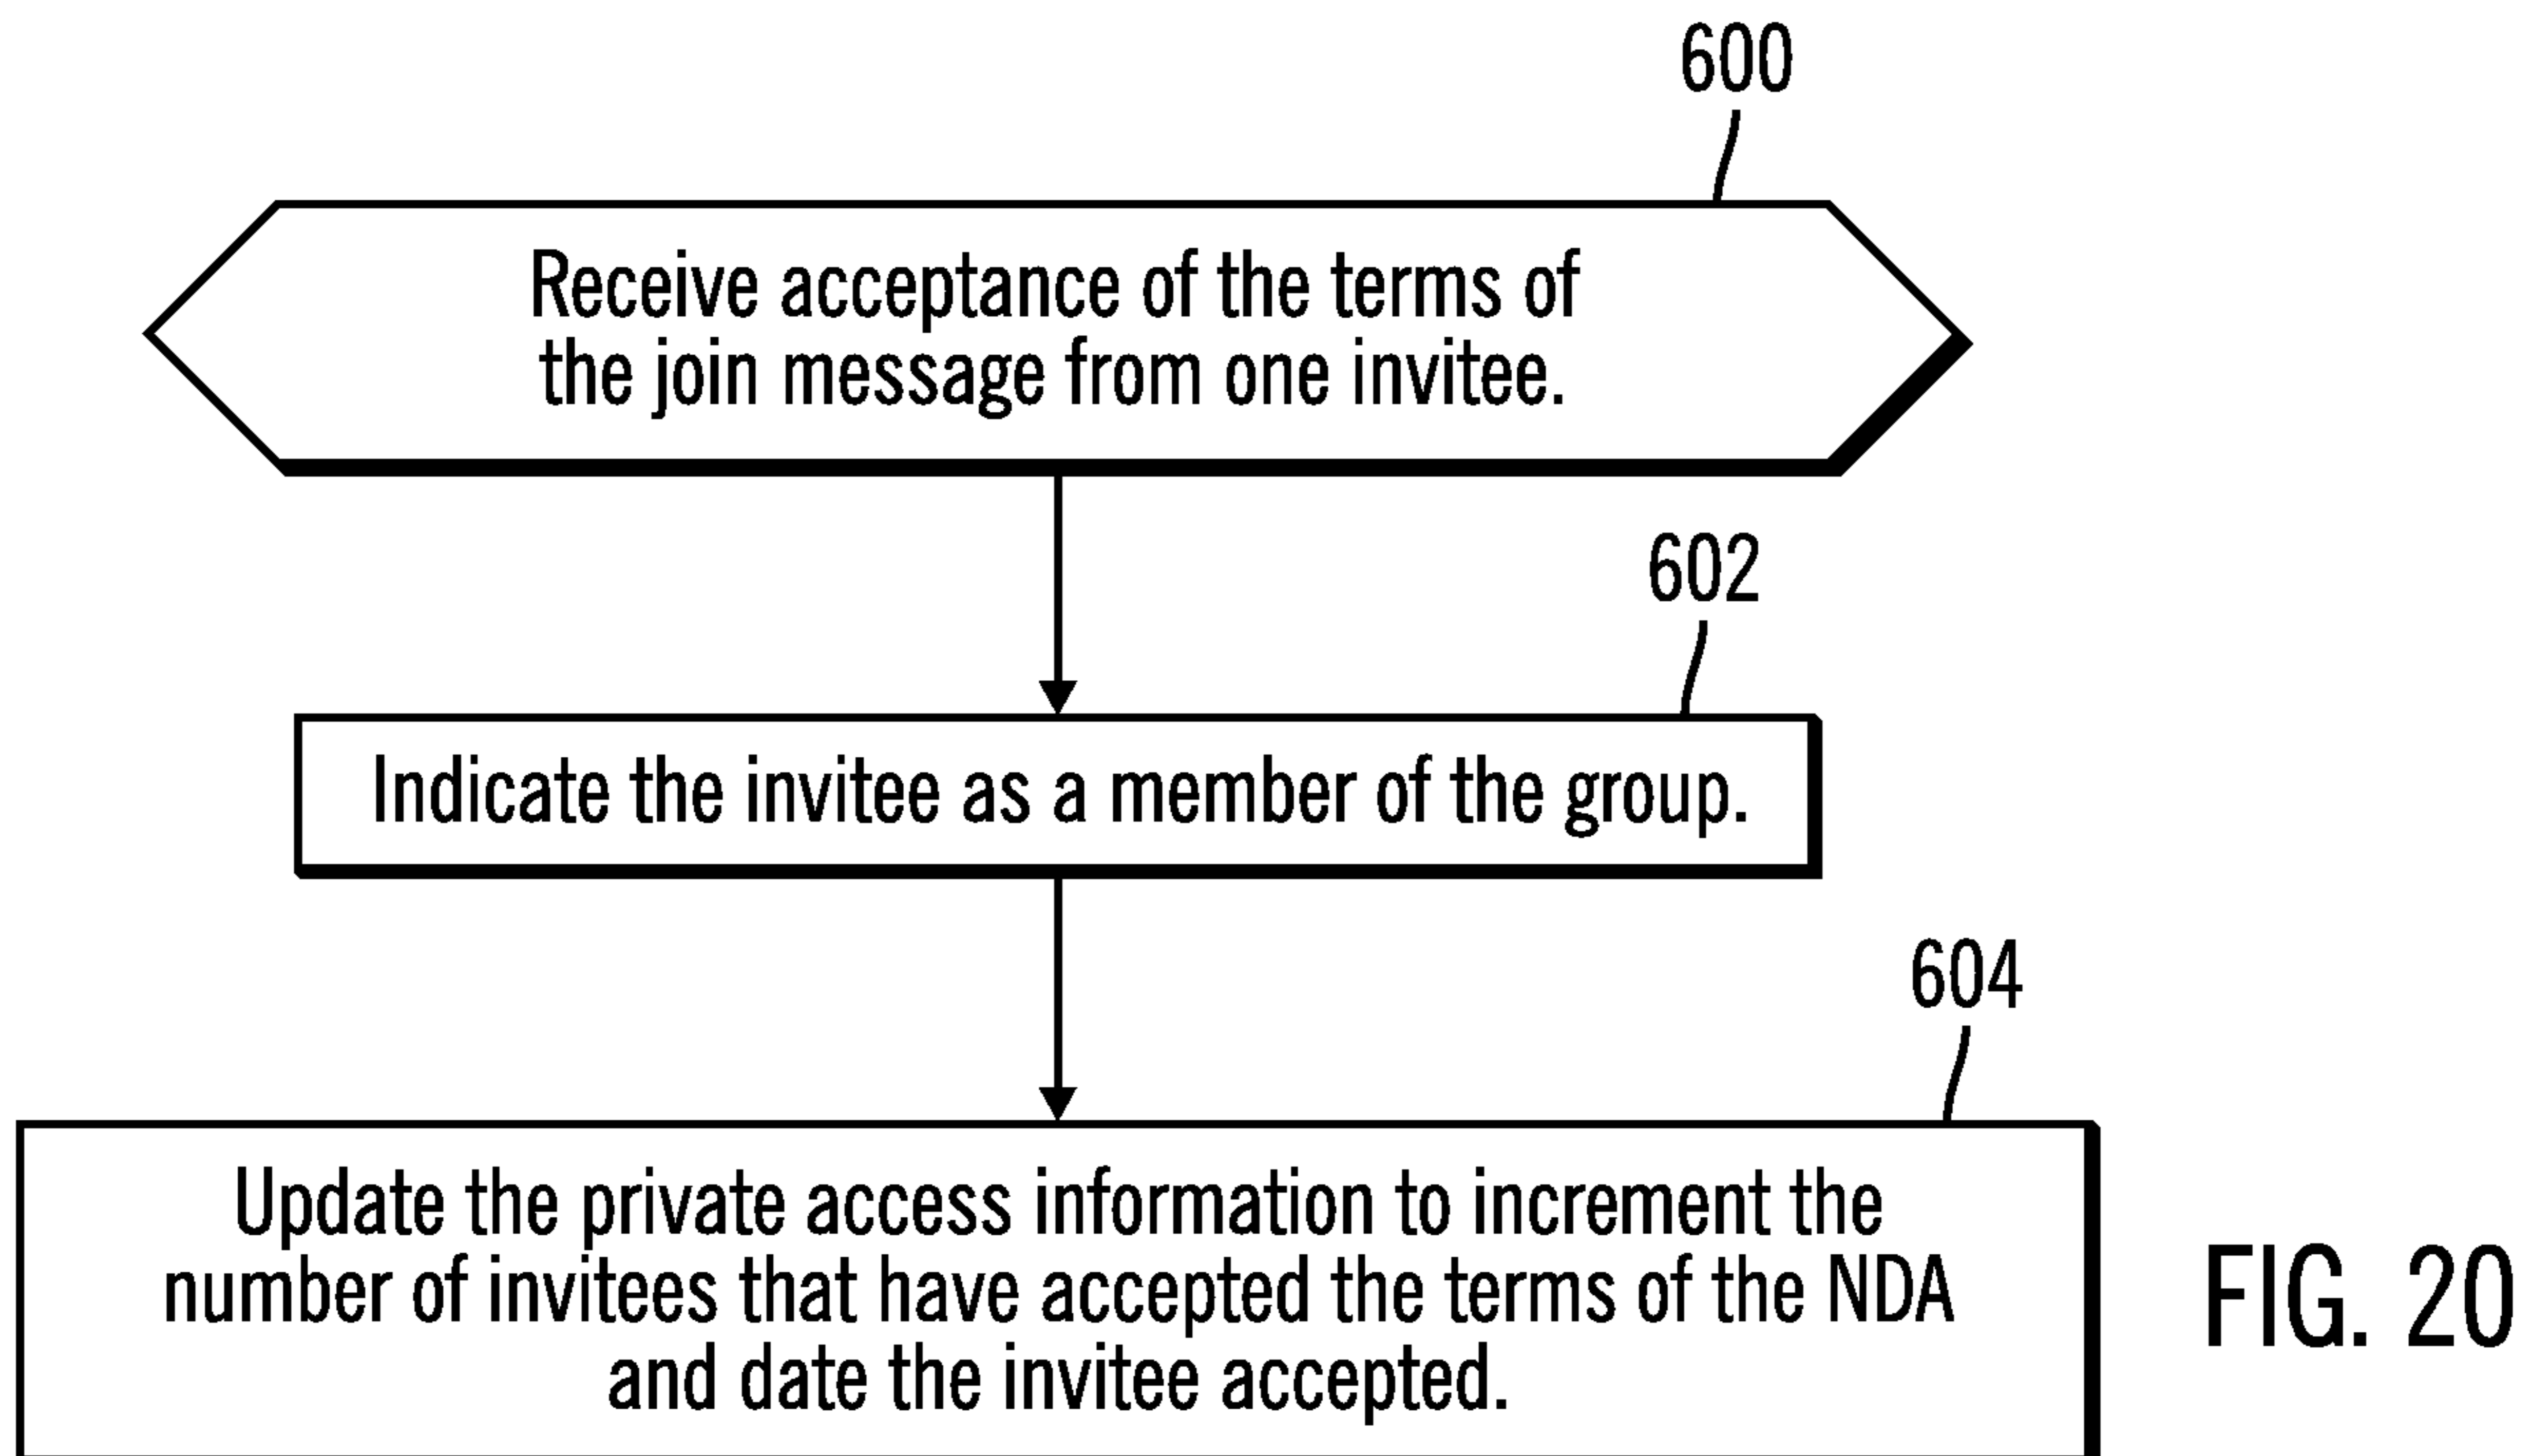 600
Receive acceptance of the terms of
the join message from one invitee.
602
Indicate the invitee as a member of the group.
604
Update the private access information to increment the
number of invitees that have accepted the terms of the NDA
and date the invitee accepted.
FIG. 20